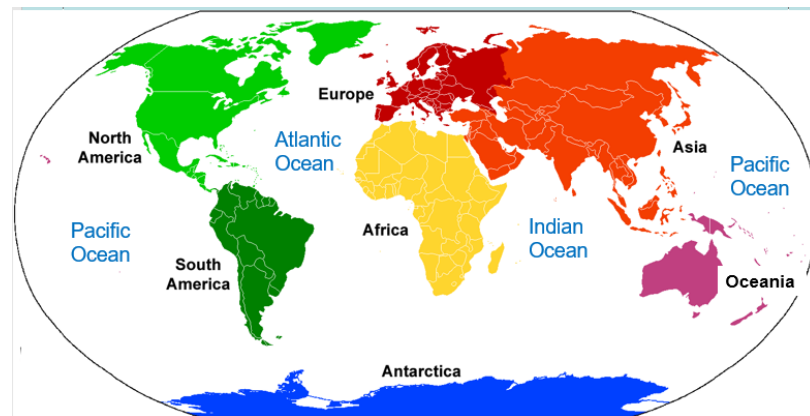 Europe
North
America
Atlantic
Ocean
Asia
Pacific
Ocean
Pacific
Ocean
Africa
Indian
Ocean
South
America
Oceania
Antarctica